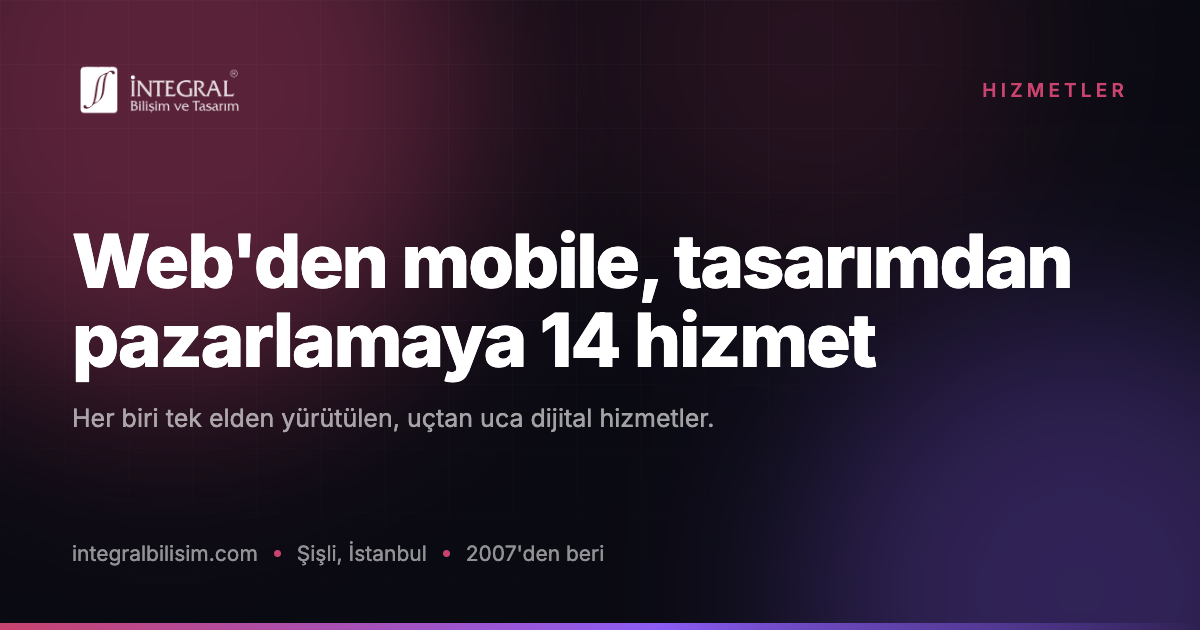 İNTEGRAL®
Bilişim ve Tasarım
HIZMETLER
Web'den mobile, tasarımdan
pazarlamaya 14 hizmet
Her biri tek elden yürütülen, uçtan uca dijital hizmetler.
integralbilisim.com • Şişli, İstanbul • 2007'den beri